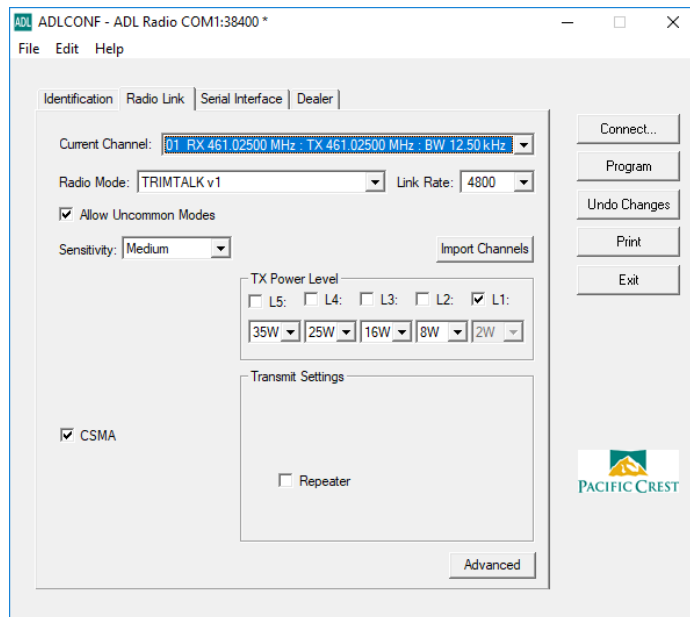 ADL ADLCONF - ADL Radio COM1:38400 *
File Edit Help
Identification Radio Link Serial Interface Dealer
Current Channel: 01 RX 461.02500 MHz : TX 461.02500 MHz : BW 12.50 kHz
Connect...
Radio Mode: TRIMTALK v1 Link Rate: 4800
Program
Allow Uncommon Modes
Undo Changes
Sensitivity: Medium Import Channels
Print
TX Power Level
Exit
L5: L4: L3: L2: L1:
35W 25W 16W 8W 2W
Transmit Settings
CSMA
Repeater
PACIFIC CREST
Advanced